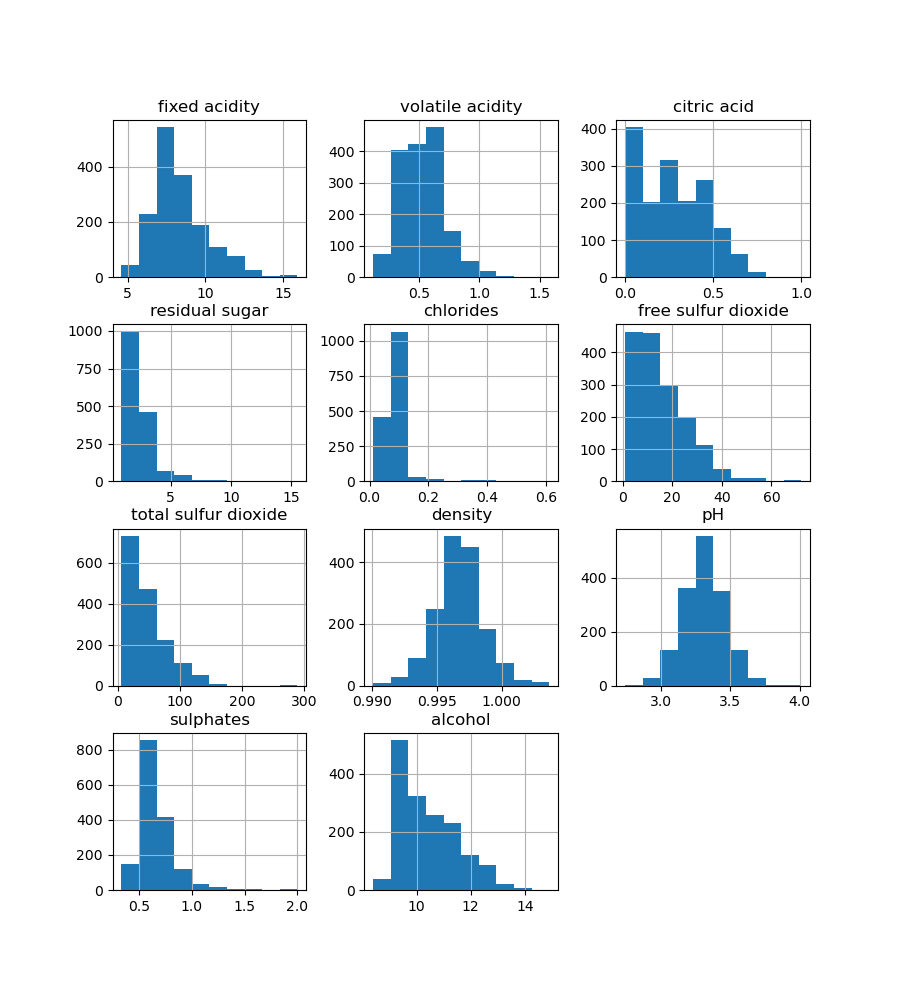 fixed acidity
400
200
0
5 10 15
volatile acidity
400
300
200
100
0
0.5 1.0 1.5
citric acid
400
300
200
100
0
0.0 0.5 1.0
residual sugar
1000
750
500
250
0
5 10 15
chlorides
1000
750
500
250
0
0.0 0.2 0.4 0.6
free sulfur dioxide
400
300
200
100
0
0 20 40 60
total sulfur dioxide
600
400
200
0
0 100 200 300
density
400
200
0
0.990 0.995 1.000
pH
400
200
0
3.0 3.5 4.0
sulphates
800
600
400
200
0
0.5 1.0 1.5 2.0
alcohol
400
200
0
10 12 14